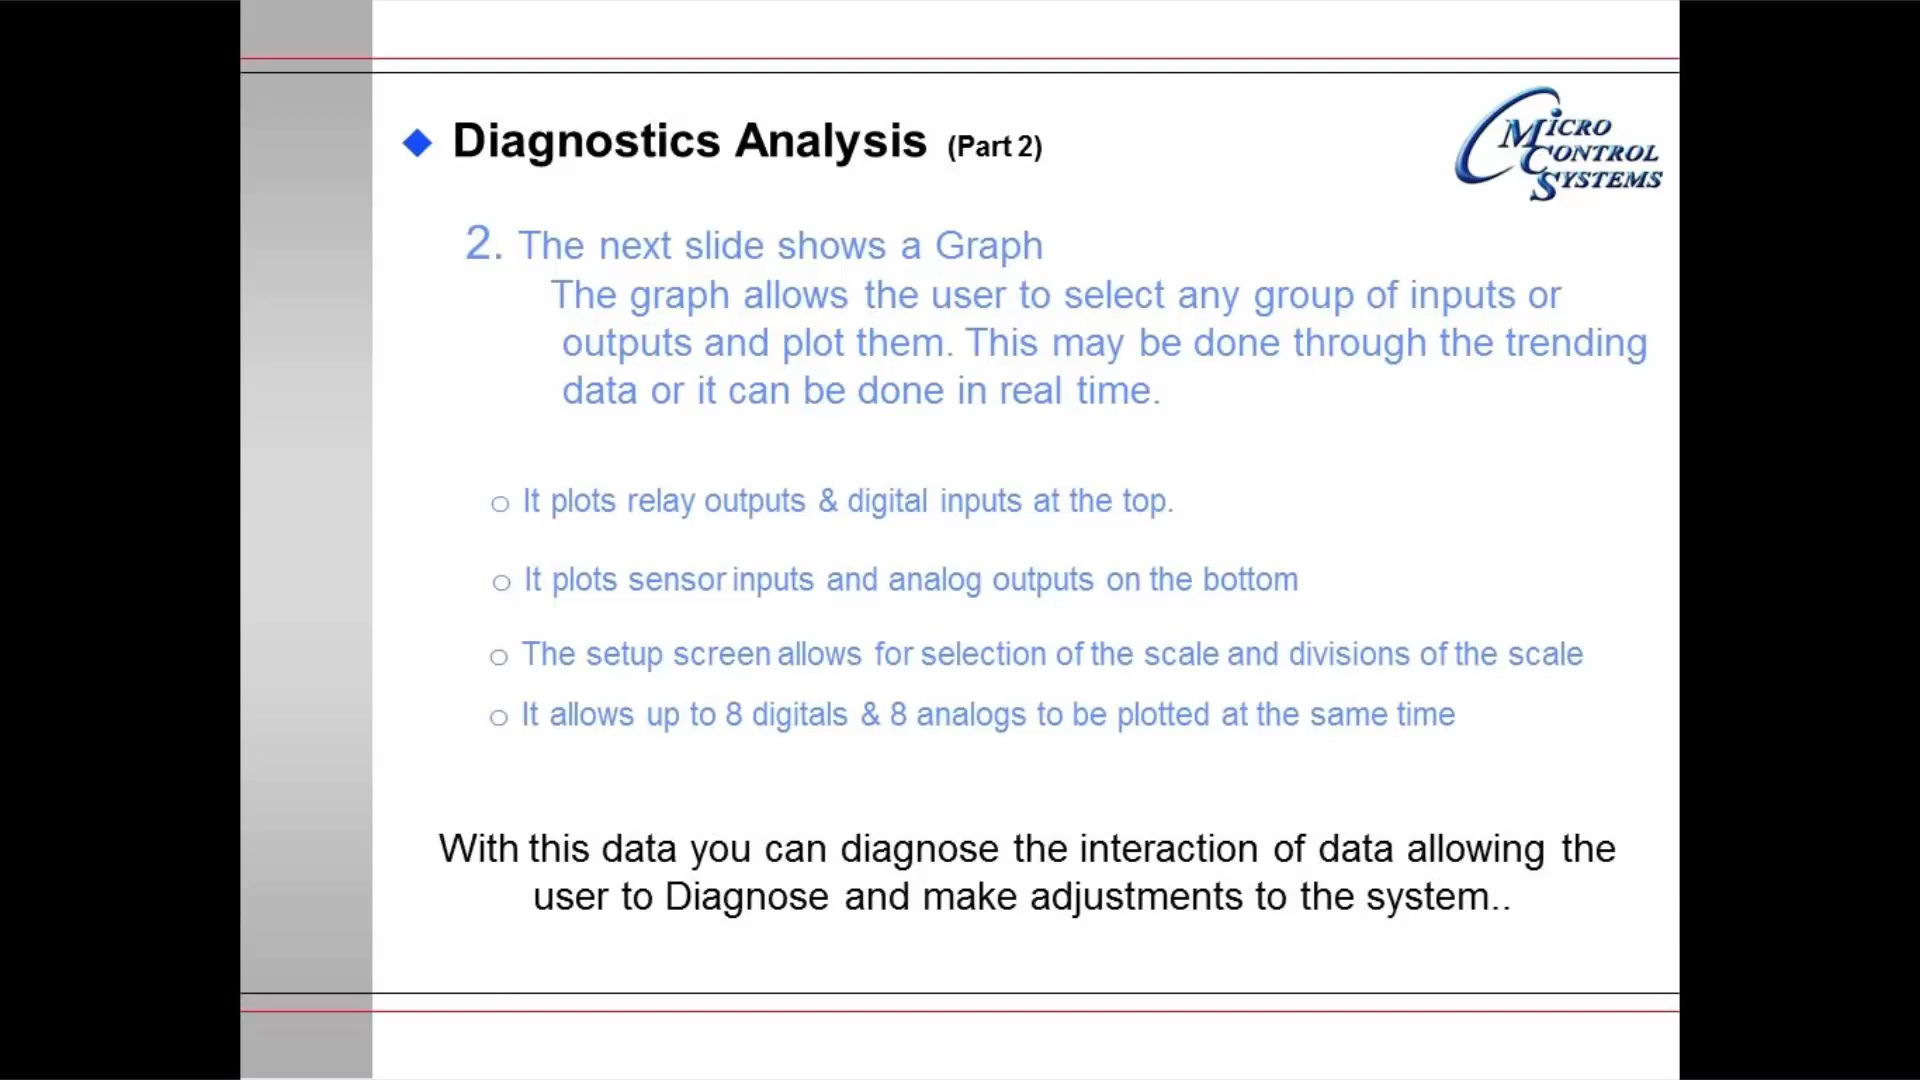 Diagnostics Analysis (Part 2)
MICRO
CONTROL
SYSTEMS
2. The next slide shows a Graph
The graph allows the user to select any group of inputs or
outputs and plot them. This may be done through the trending
data or it can be done in real time.
o It plots relay outputs & digital inputs at the top.
o It plots sensor inputs and analog outputs on the bottom
o The setup screen allows for selection of the scale and divisions of the scale
o It allows up to 8 digitals & 8 analogs to be plotted at the same time
With this data you can diagnose the interaction of data allowing the
user to Diagnose and make adjustments to the system..